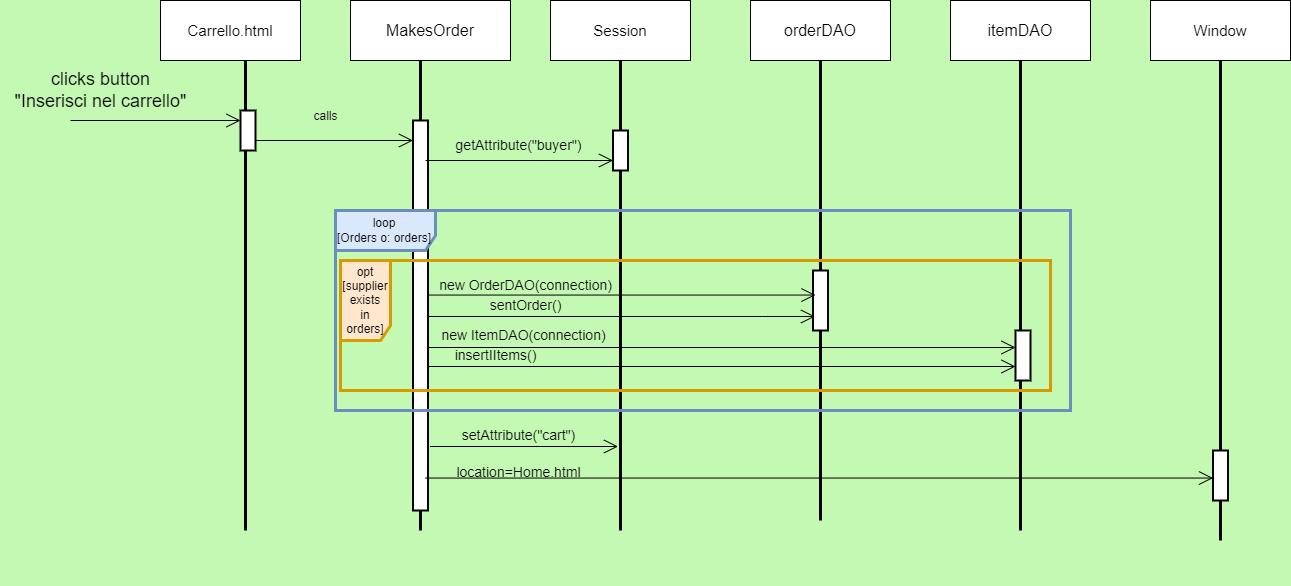 Carrello.html
MakesOrder
Session
orderDAO
itemDAO
Window
clicks button
"Inserisci nel carrello"
calls
getAttribute("buyer")
loop
[Orders o: orders]
opt
[supplier
exists
in
orders]
new OrderDAO(connection)
sentOrder()
new ItemDAO(connection)
insertIItems()
setAttribute("cart")
location=Home.html